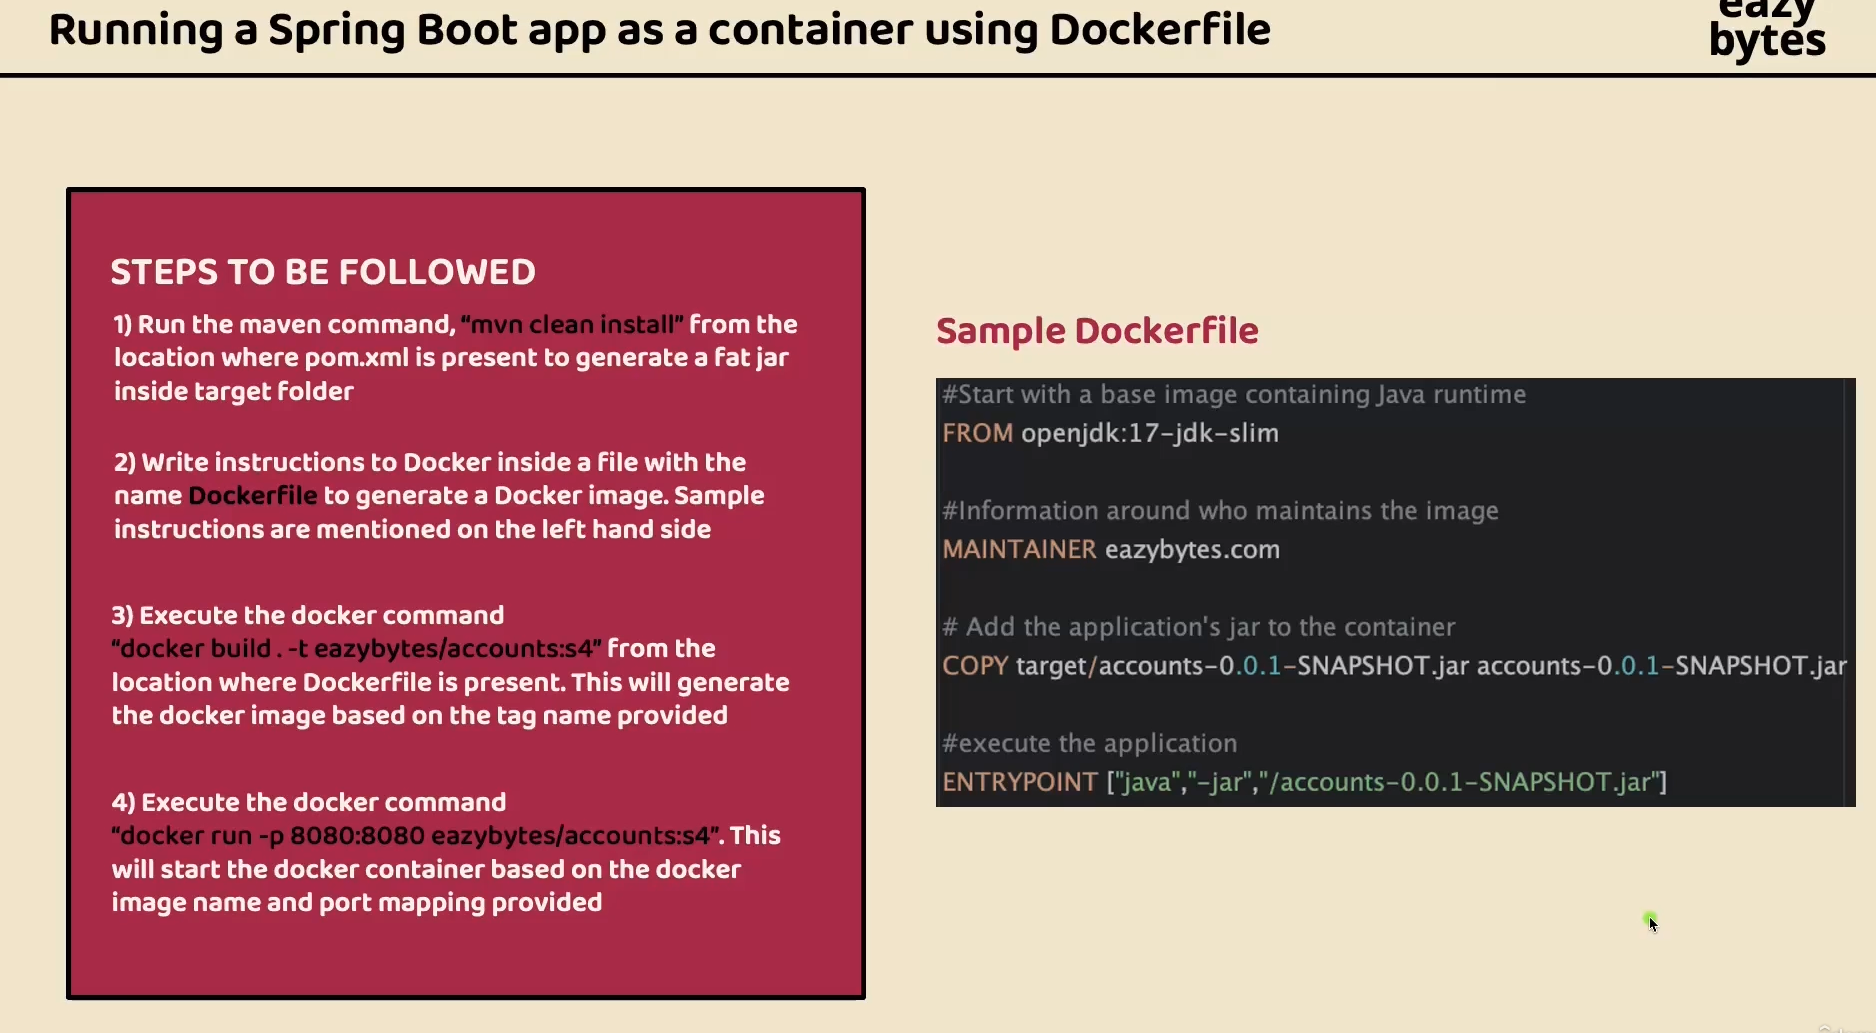 Running a Spring Boot app as a container using Dockerfile
eazy
bytes
STEPS TO BE FOLLOWED
1) Run the maven command, “mvn clean install” from the
location where pom.xml is present to generate a fat jar
inside target folder
2) Write instructions to Docker inside a file with the
name Dockerfile to generate a Docker image. Sample
instructions are mentioned on the left hand side
3) Execute the docker command
“docker build . -t eazybytes/accounts:s4” from the
location where Dockerfile is present. This will generate
the docker image based on the tag name provided
4) Execute the docker command
“docker run -p 8080:8080 eazybytes/accounts:s4”. This
will start the docker container based on the docker
image name and port mapping provided
Sample Dockerfile
#Start with a base image containing Java runtime
FROM openjdk:17-jdk-slim
#Information around who maintains the image
MAINTAINER eazybytes.com
# Add the application's jar to the container
COPY target/accounts-0.0.1-SNAPSHOT.jar accounts-0.0.1-SNAPSHOT.jar
#execute the application
ENTRYPOINT ["java","-jar","/accounts-0.0.1-SNAPSHOT.jar"]